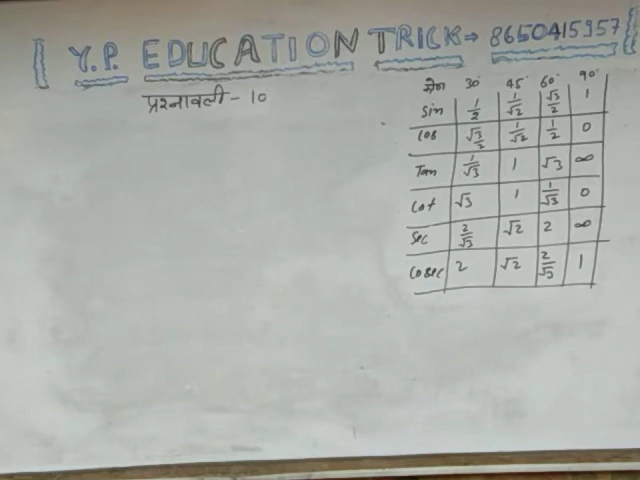 Y.P. EDUCATION TRICK→ 8650415957
प्रश्नावली - 10
कोण 30° 45° 60° 90°
Sin 1/2 1/√2 √3/2 1
Cos √3/2 1/√2 1/2 0
Tan 1/√3 1 √3 ∞
Cot √3 1 1/√3 0
Sec 2/√3 √2 2 ∞
Cosec 2 √2 2/√3 1